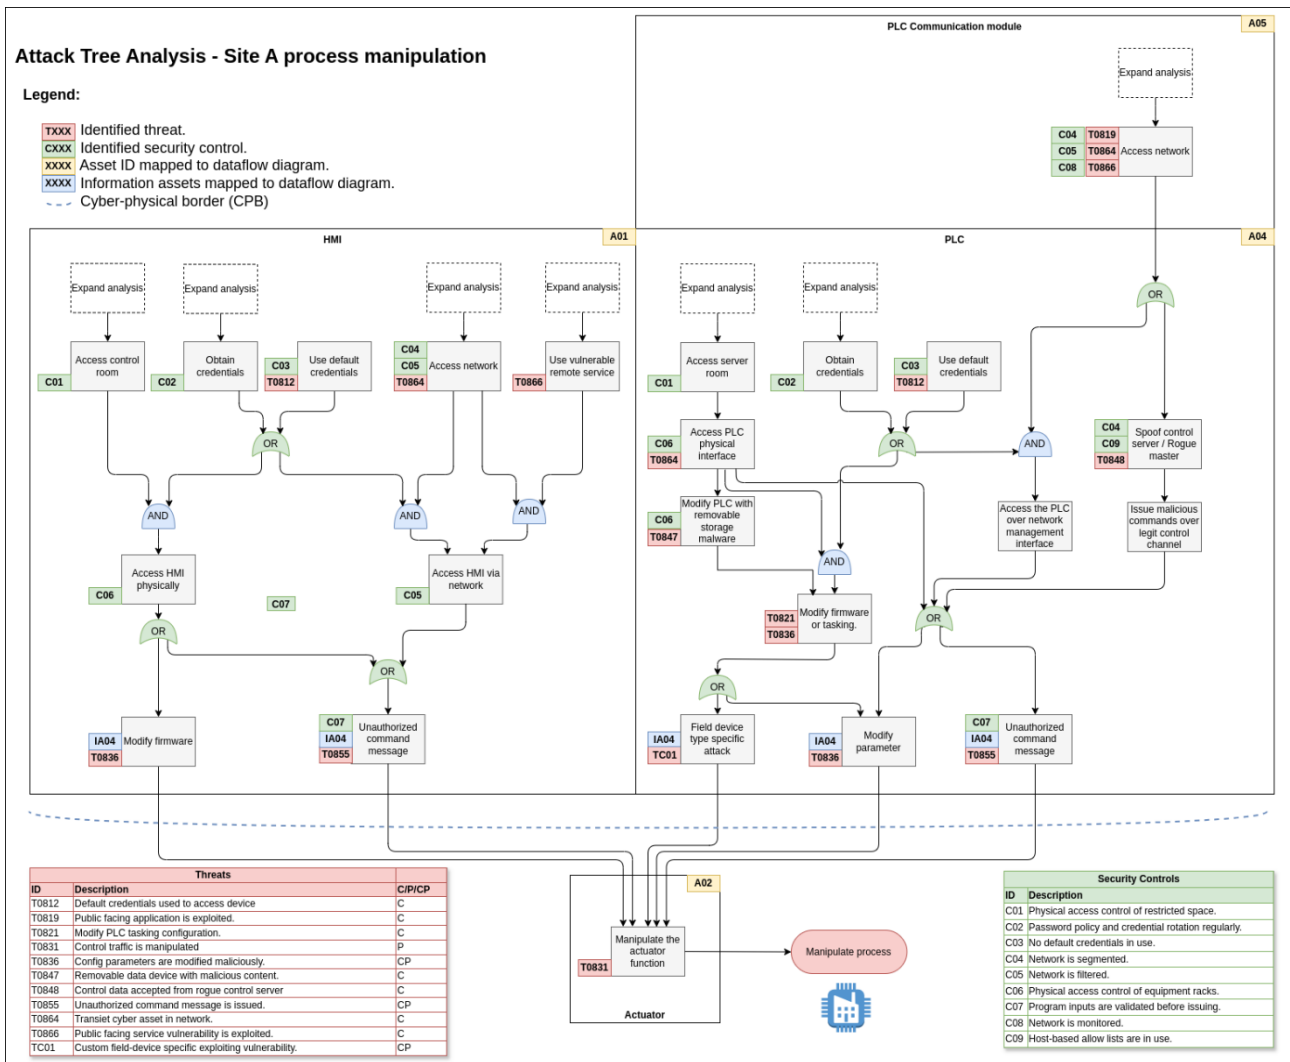 PLC Communication module
A05
Attack Tree Analysis - Site A process manipulation
Legend:
TXXX Identified threat.
CXXX Identified security control.
XXXX Asset ID mapped to dataflow diagram.
XXXX Information assets mapped to dataflow diagram.
Cyber-physical border (CPB)
Expand analysis
C04 T0819
C05 T0864 Access network
C08 T0866
HMI
A01
PLC
A04
Expand analysis
Expand analysis
Expand analysis
Expand analysis
Access control
room
C01
Obtain
credentials
C02
Use default
credentials
C03
T0812
C04
C05
T0864
Access network
Use vulnerable
remote service
T0866
OR
AND
AND
AND
Access HMI
physically
C06
C07
Access HMI via
network
C05
OR
OR
IA04
T0836
Modify firmware
C07
IA04
T0855
Unauthorized
command
message
Expand analysis
Expand analysis
OR
Access server
room
C01
Obtain
credentials
C02
Use default
credentials
C03
T0812
Access PLC
physical
interface
C06
T0864
OR
AND
C04
C09
T0848
Spoof control
server / Rogue
master
Modify PLC with
removable
storage
malware
C06
T0847
Access the PLC
over network
management
interface
Issue malicious
commands over
legit control
channel
AND
T0821
T0836
Modify firmware
or tasking.
OR
OR
IA04
TC01
Field device
type specific
attack
IA04
T0836
Modify
parameter
C07
IA04
T0855
Unauthorized
command
message
Threats
ID Description C/P/CP
T0812 Default credentials used to access device C
T0819 Public facing application is exploited. C
T0821 Modify PLC tasking configuration. C
T0831 Control traffic is manipulated P
T0836 Config parameters are modified maliciously. CP
T0847 Removable data device with malicious content. C
T0848 Control data accepted from rogue control server C
T0855 Unauthorized command message is issued. CP
T0864 Transiet cyber asset in network. C
T0866 Public facing service vulnerability is exploited. C
TC01 Custom field-device specific exploiting vulnerability. CP
A02
T0831
Manipulate the
actuator
function
Actuator
Manipulate process
Security Controls
ID Description
C01 Physical access control of restricted space.
C02 Password policy and credential rotation regularly.
C03 No default credentials in use.
C04 Network is segmented.
C05 Network is filtered.
C06 Physical access control of equipment racks.
C07 Program inputs are validated before issuing.
C08 Network is monitored.
C09 Host-based allow lists are in use.